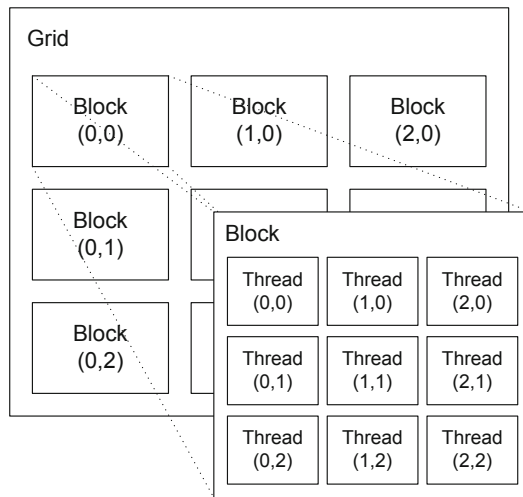 Grid
Block
(0,0)
Block
(1,0)
Block
(2,0)
Block
(0,1)
Block
(0,2)
Block
Thread
(0,0)
Thread
(1,0)
Thread
(2,0)
Thread
(0,1)
Thread
(1,1)
Thread
(2,1)
Thread
(0,2)
Thread
(1,2)
Thread
(2,2)